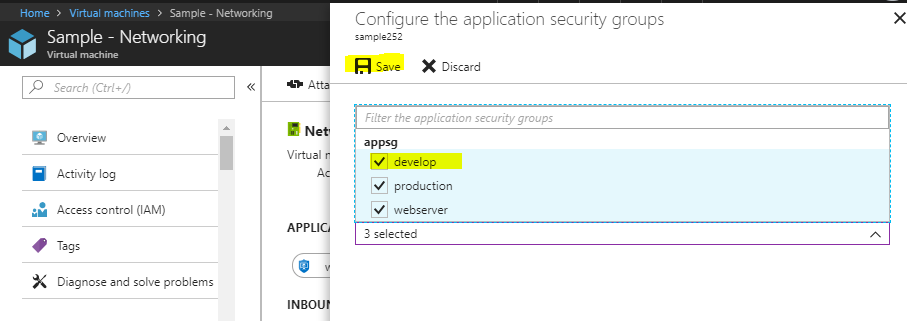 Home > Virtual machines > Sample - Networking
Sample - Networking
Virtual machine
Search (Ctrl+/)
«
Overview
Activity log
Access control (IAM)
Tags
Diagnose and solve problems
Atta
Net
Virtual n
Ac
APPLICA
w
INBOUN
Configure the application security groups
sample252
Save
Discard
Filter the application security groups
appsg
develop
production
webserver
3 selected